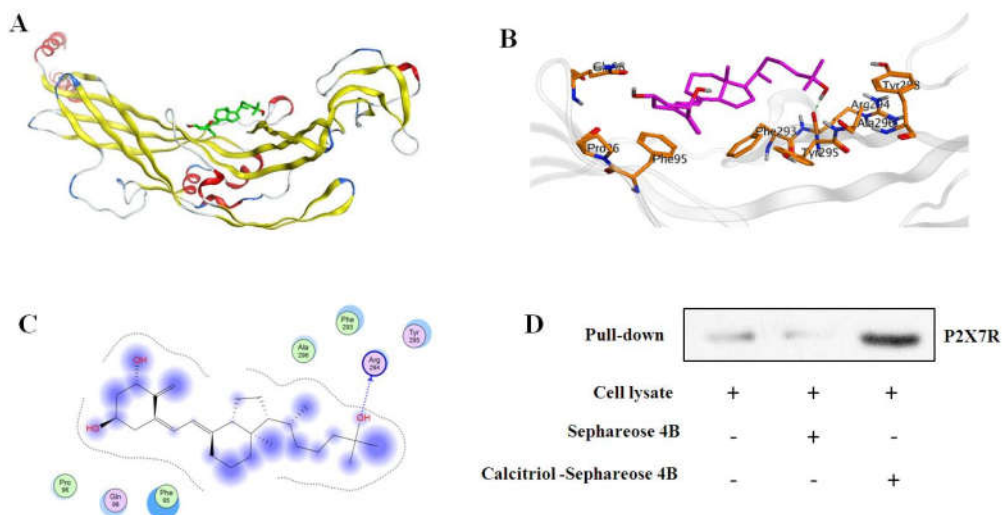 A
B
Gln98
Tyr298
Arg294
Ala296
Phe293
Pro96
Phe95
Tyr295
C
Phe
293
Tyr
295
Ala
296
Arg
294
OH
OH
HO
Pro
96
Gln
98
Phe
95
D
Pull-down
P2X7R
Cell lysate + + +
Sephareose 4B - + -
Calcitriol -Sephareose 4B - - +